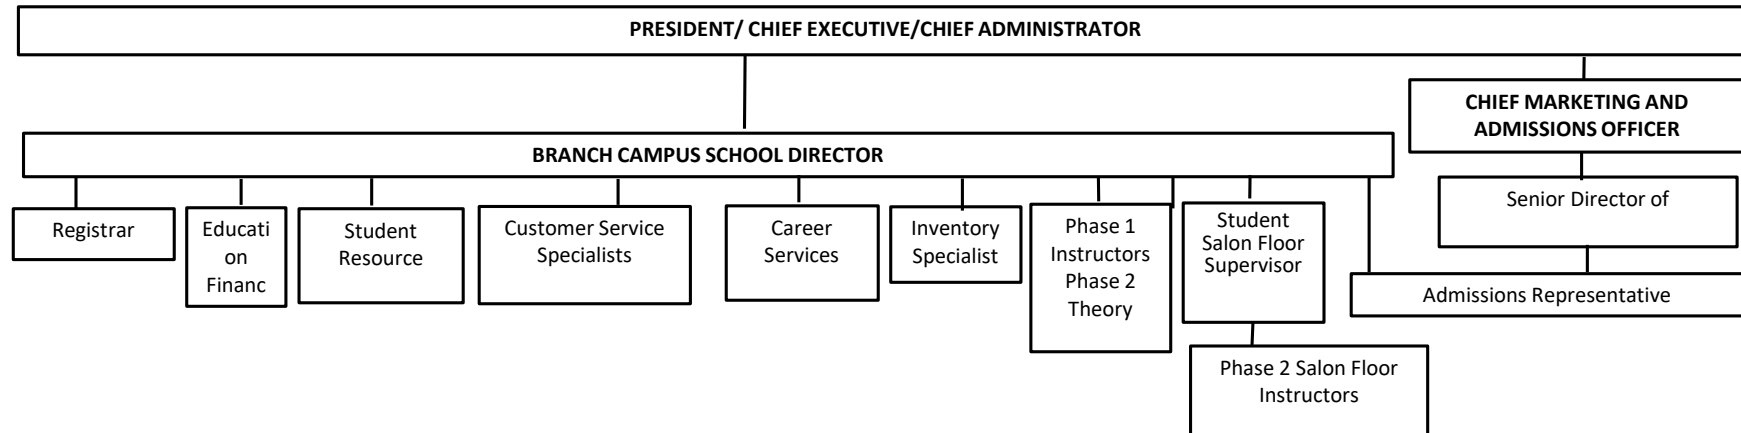 PRESIDENT/ CHIEF EXECUTIVE/CHIEF ADMINISTRATOR
CHIEF MARKETING AND
ADMISSIONS OFFICER
BRANCH CAMPUS SCHOOL DIRECTOR
Registrar
Educati
on
Financ
Student
Resource
Customer Service
Specialists
Career
Services
Inventory
Specialist
Phase 1
Instructors
Phase 2
Theory
Student
Salon Floor
Supervisor
Senior Director of
Admissions Representative
Phase 2 Salon Floor
Instructors